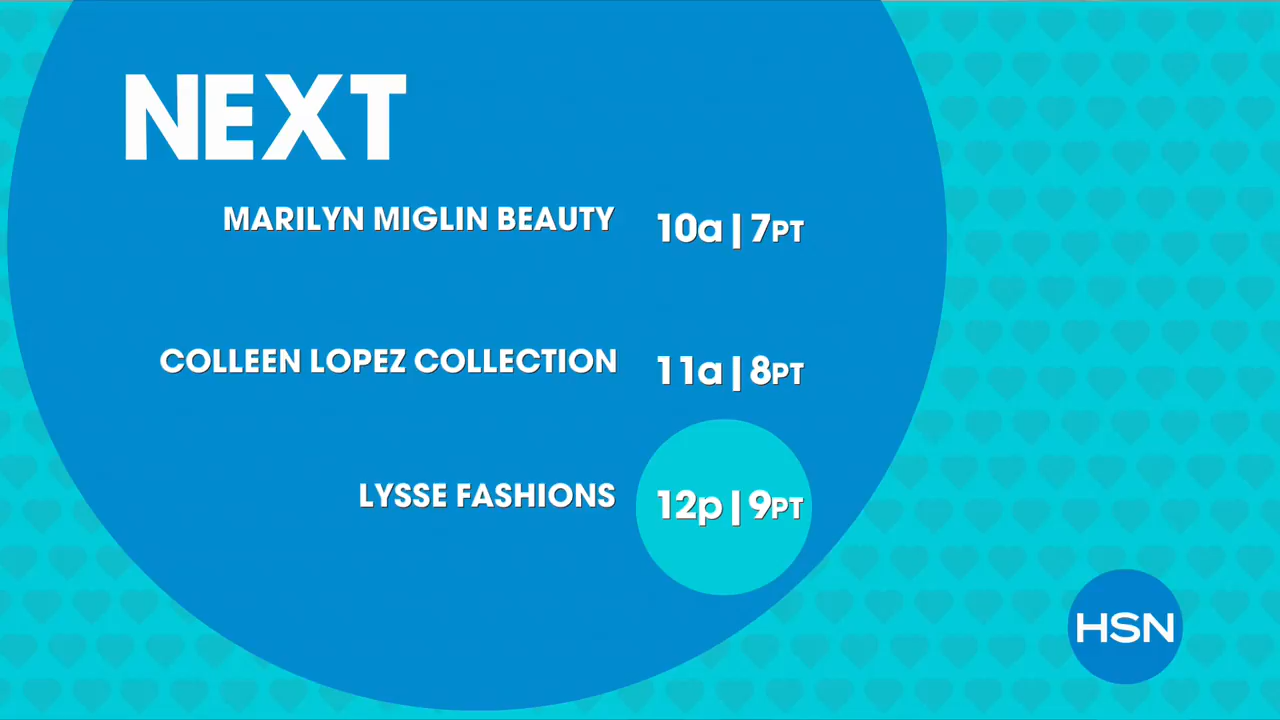 NEXT
MARILYN MIGLIN BEAUTY 10a | 7PT
COLLEEN LOPEZ COLLECTION 11a | 8PT
LYSSE FASHIONS 12p | 9PT
HSN